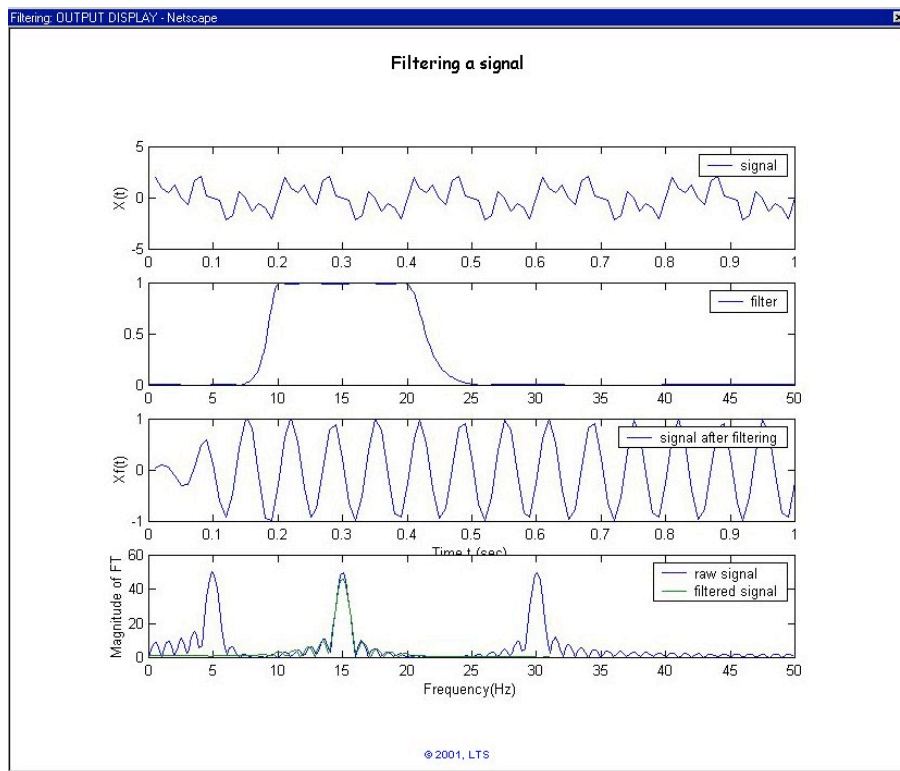 Filtering: OUTPUT DISPLAY - Netscape
Filtering a signal
5
0
-5
X(t)
signal
0 0.1 0.2 0.3 0.4 0.5 0.6 0.7 0.8 0.9 1
1
0.5
0
filter
0 5 10 15 20 25 30 35 40 45 50
1
0
-1
Xf(t)
signal after filtering
0 0.1 0.2 0.3 0.4 0.5 0.6 0.7 0.8 0.9 1
Time t (sec)
60
40
20
0
Magnitude of FT
raw signal
filtered signal
0 5 10 15 20 25 30 35 40 45 50
Frequency(Hz)
© 2001, LTS